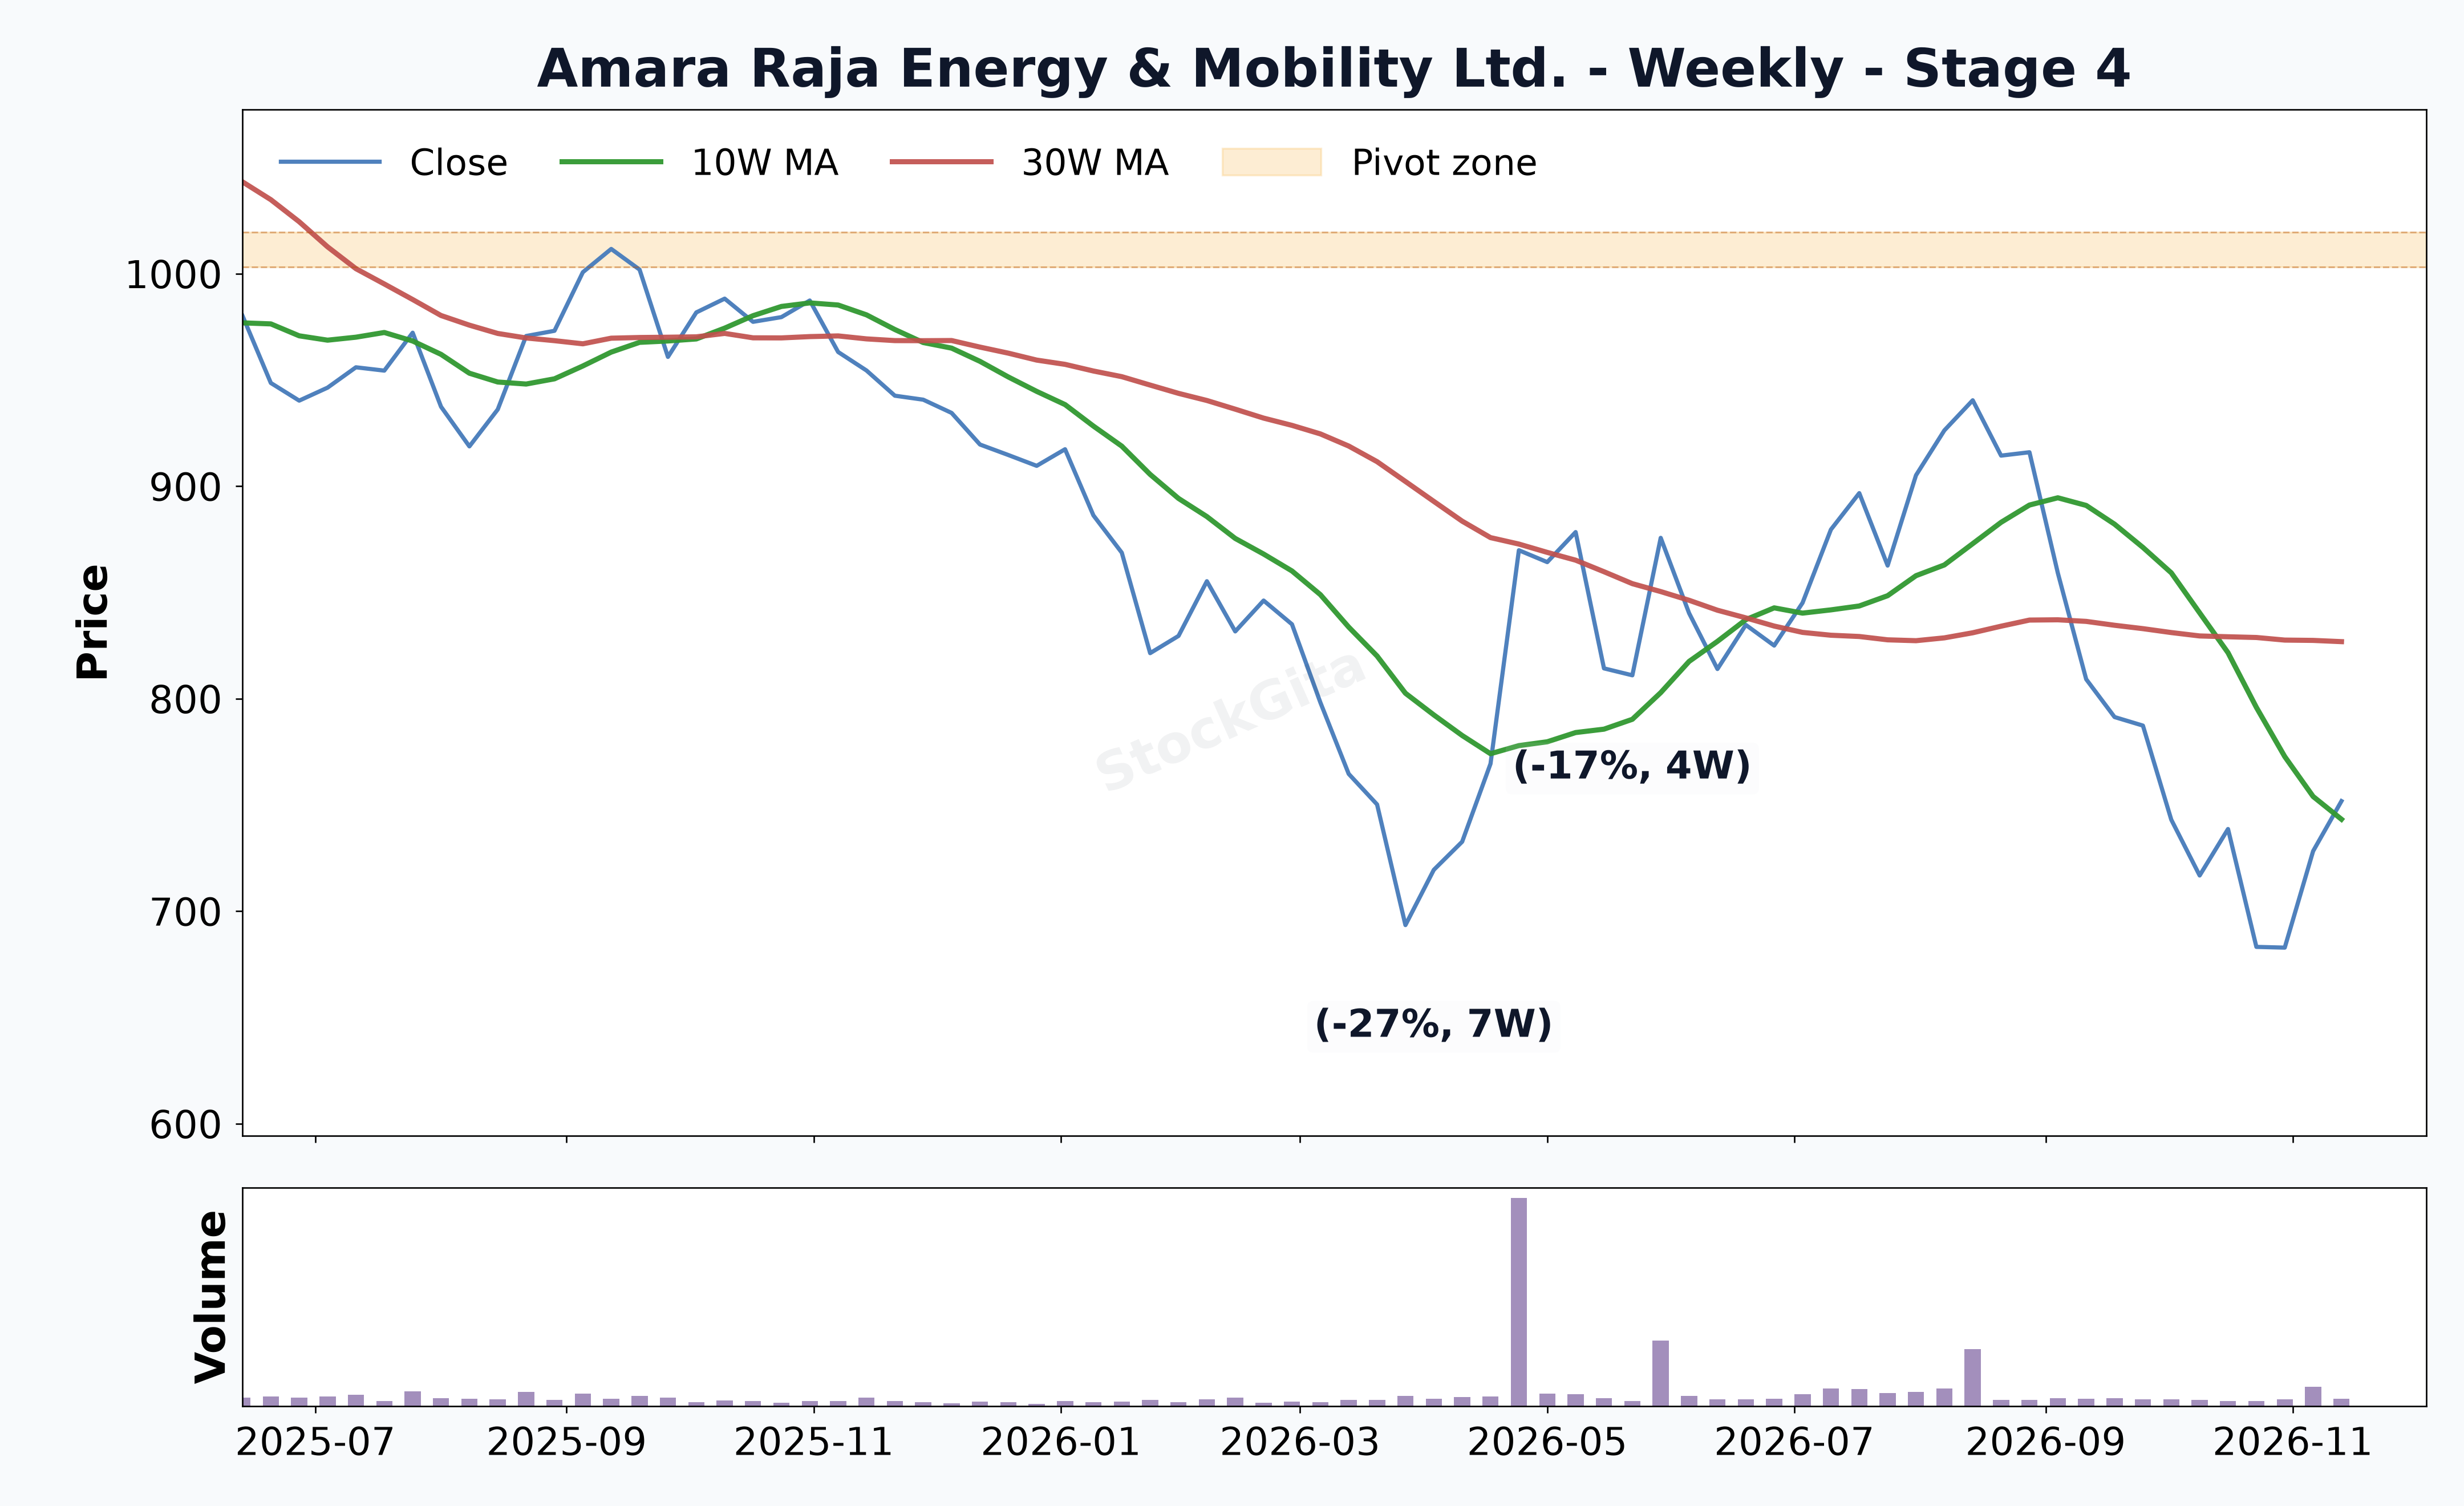 Amara Raja Energy & Mobility Ltd. - Weekly - Stage 4
Close 10W MA 30W MA Pivot zone
Price
1000
900
800
700
600
StockGita
(-17%, 4W)
(-27%, 7W)
Volume
2025-07 2025-09 2025-11 2026-01 2026-03 2026-05 2026-07 2026-09 2026-11